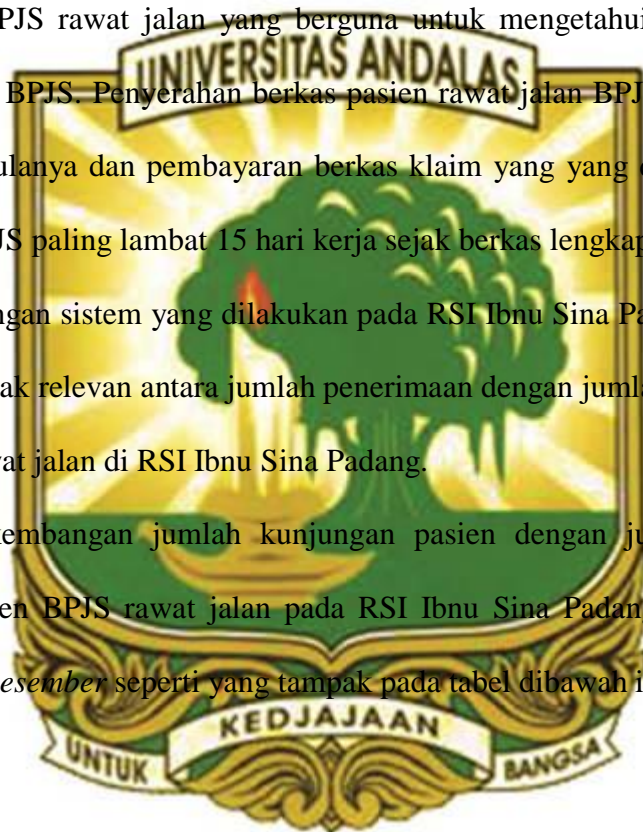 PJS rawat jalan yang berguna untuk mengetahui
UNIVERSITAS ANDALAS
BPJS. Penyerahan berkas pasien rawat jalan BPJ
ulanya dan pembayaran berkas klaim yang yang
JS paling lambat 15 hari kerja sejak berkas lengkap
ngan sistem yang dilakukan pada RSI Ibnu Sina Pa
ak relevan antara jumlah penerimaan dengan jumla
at jalan di RSI Ibnu Sina Padang.
kembangan jumlah kunjungan pasien dengan ju
en BPJS rawat jalan pada RSI Ibnu Sina Padan
esember seperti yang tampak pada tabel dibawah i
KEDJAJAAN
UNTUK BANGSA